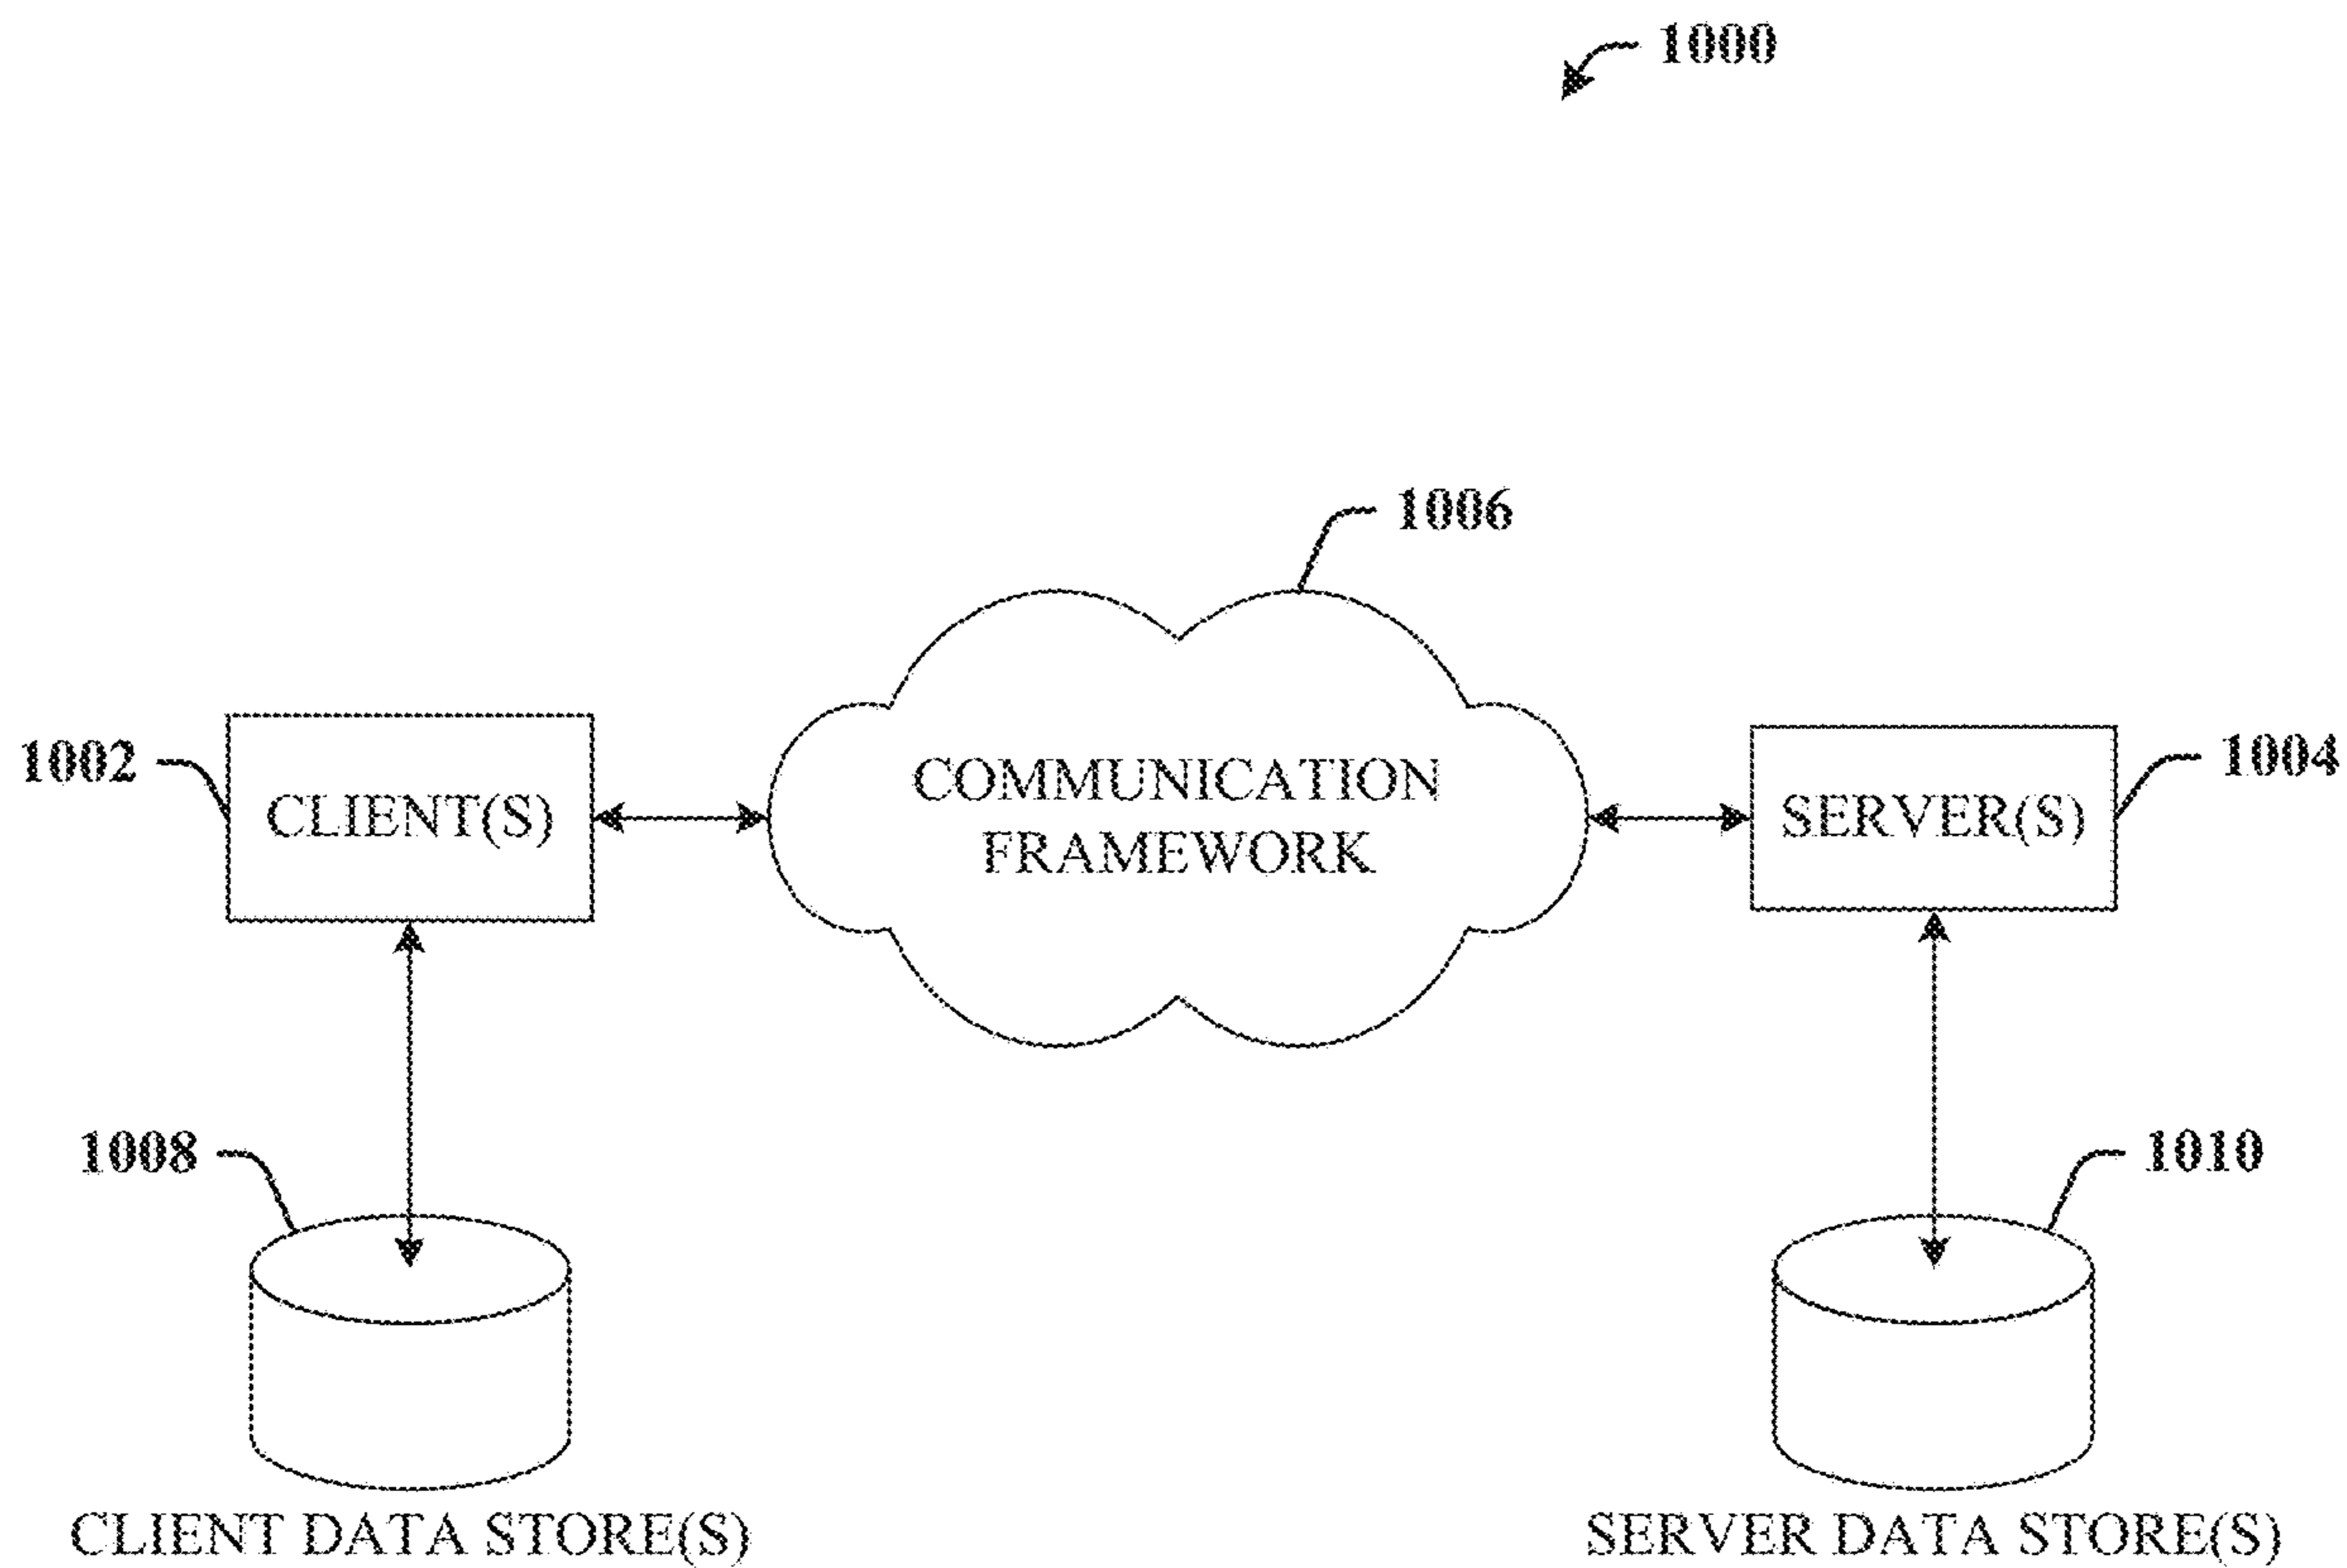 1000
1006
1002
CLIENT(S)
COMMUNICATION
FRAMEWORK
SERVER(S)
1004
1008
1010
CLIENT DATA STORE(S)
SERVER DATA STORE(S)